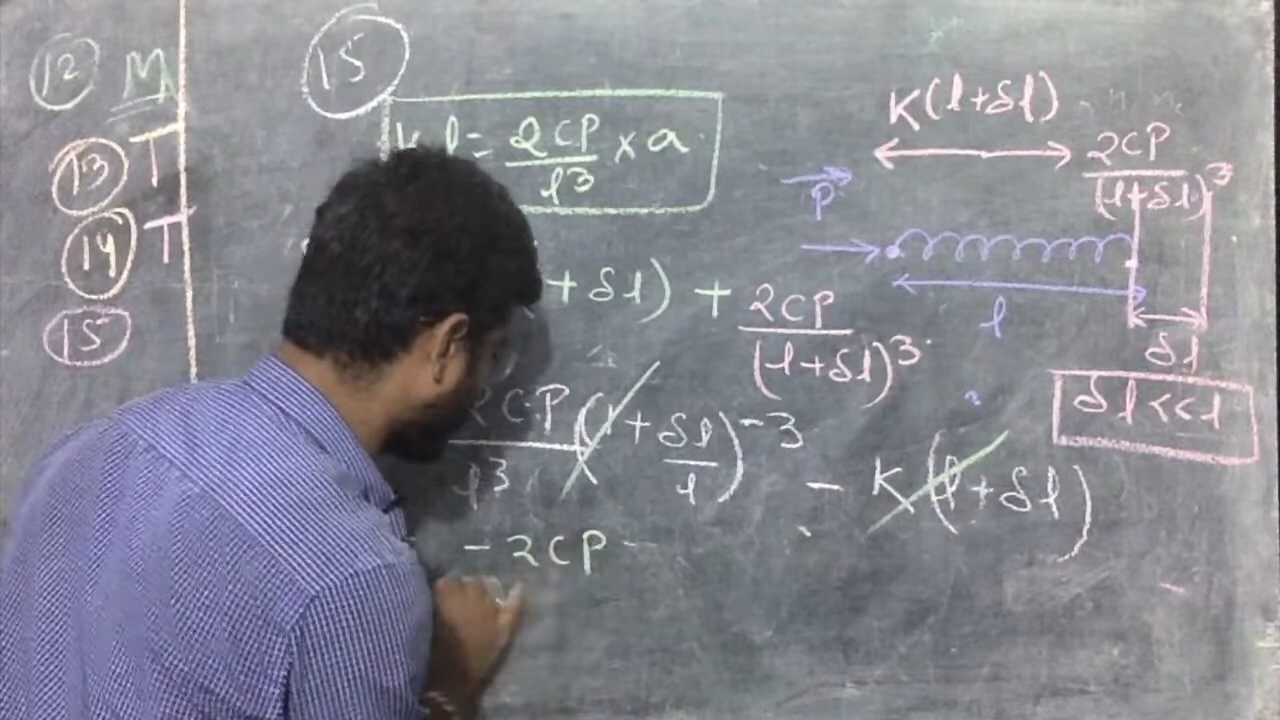 12 M
13 T
14 T
15
15
l = 2CP/l³ × a
+ δl) + 2CP/(l+δl)³
2CP/l³ (1 + δl/l)⁻³ - K(l+δl)
-2CP
K(l+δl)
2CP/(l+δl)³
P
l
δl
δl<<l